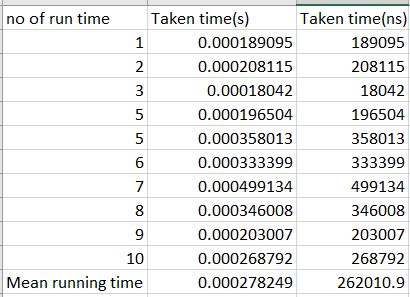 no of run time Taken time(s) Taken time(ns)
1 0.000189095 189095
2 0.000208115 208115
3 0.00018042 18042
5 0.000196504 196504
5 0.000358013 358013
6 0.000333399 333399
7 0.000499134 499134
8 0.000346008 346008
9 0.000203007 203007
10 0.000268792 268792
Mean running time 0.000278249 262010.9